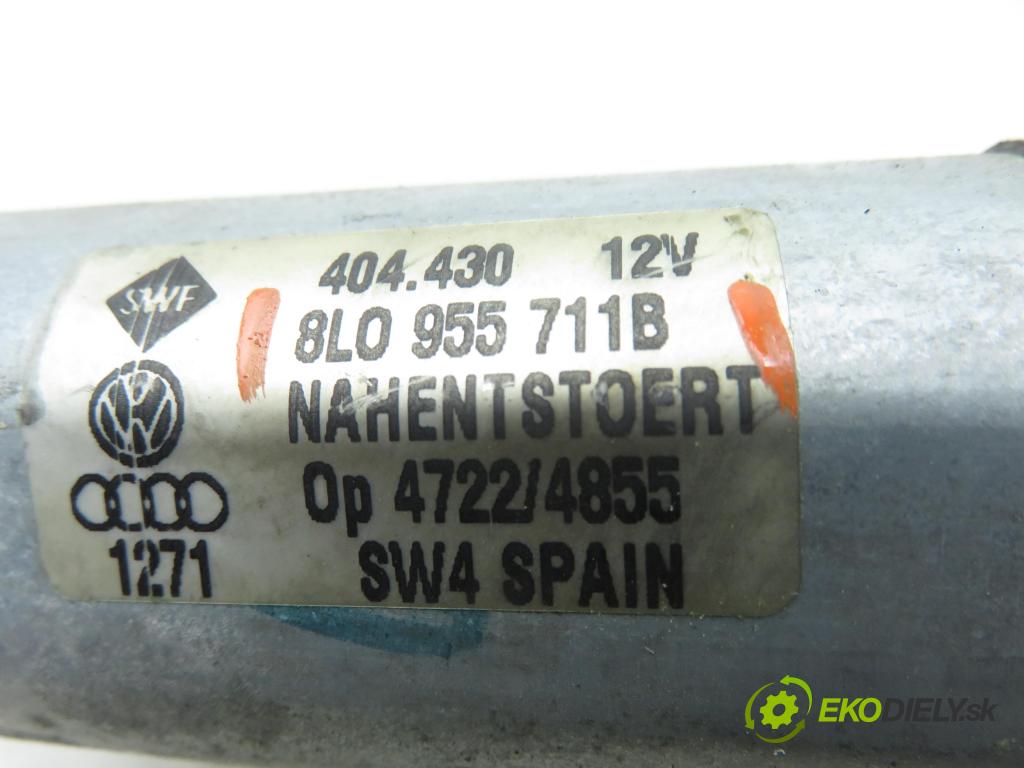 404.430 12V
SWF
8L0 955 711B
NAHENTSTOERT
Op 4722/4855
1271 SW4 SPAIN
EKODIELY.sk